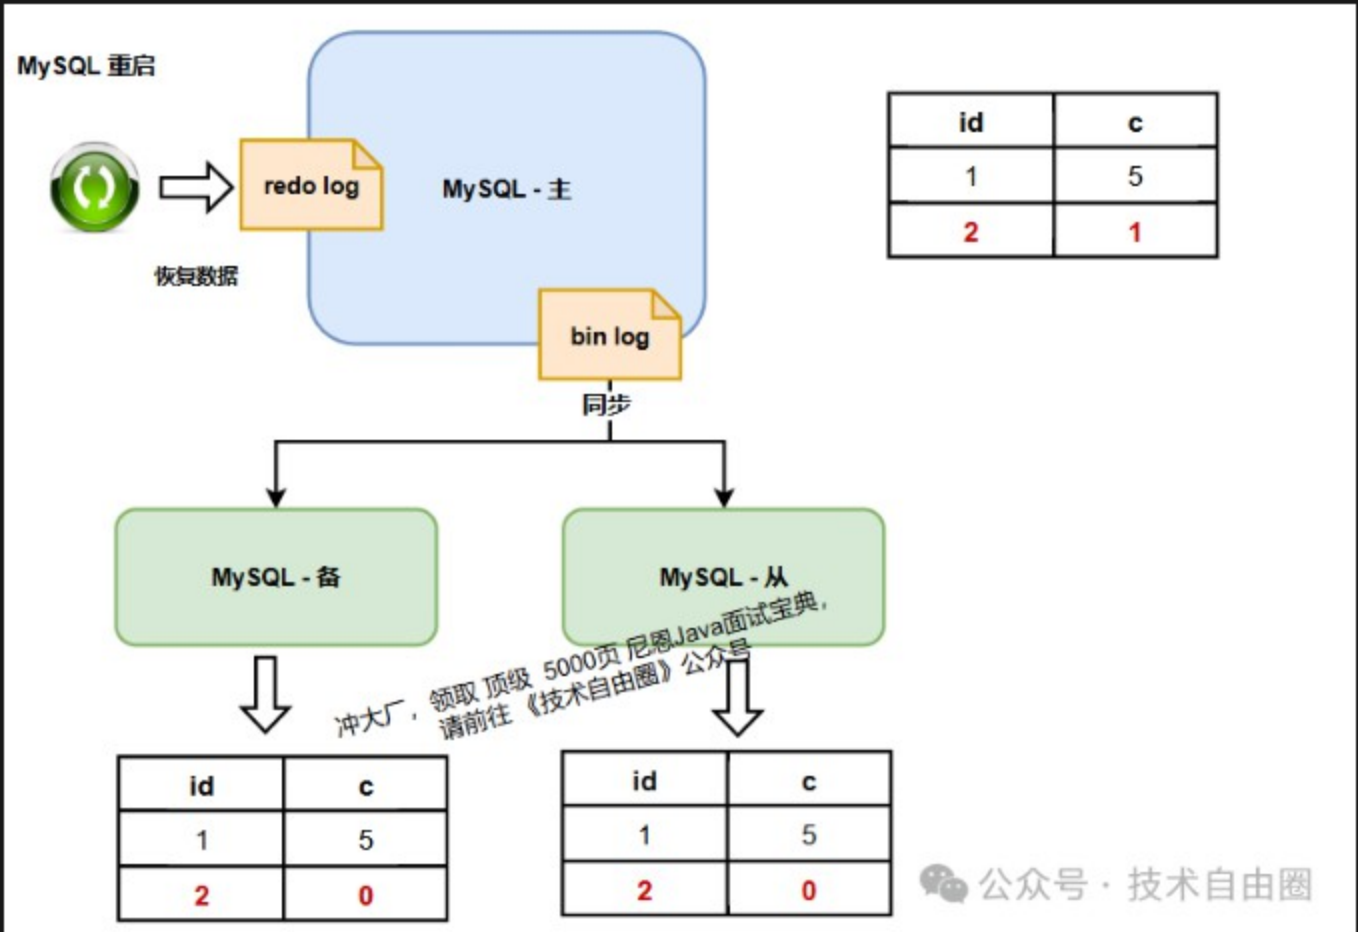 MySQL 重启
redo log
MySQL - 主
恢复数据
bin log
同步
id c
1 5
2 1
MySQL - 备
MySQL - 从
冲大厂，领取 顶级 5000页 尼恩Java面试宝典，
请前往 《技术自由圈》公众号
id c
1 5
2 0
id c
1 5
2 0
公众号 · 技术自由圈